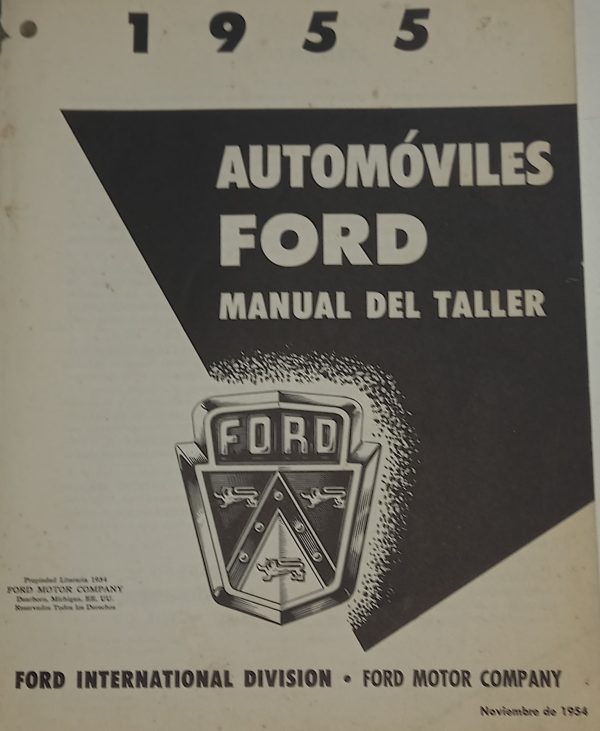 1955
AUTOMÓVILES
FORD
MANUAL DEL TALLER
FORD
Propiedad Literaria 1954
FORD MOTOR COMPANY
Dearborn, Michigan, EE. UU.
Reservados Todos los Derechos
FORD INTERNATIONAL DIVISION • FORD MOTOR COMPANY
Noviembre de 1954